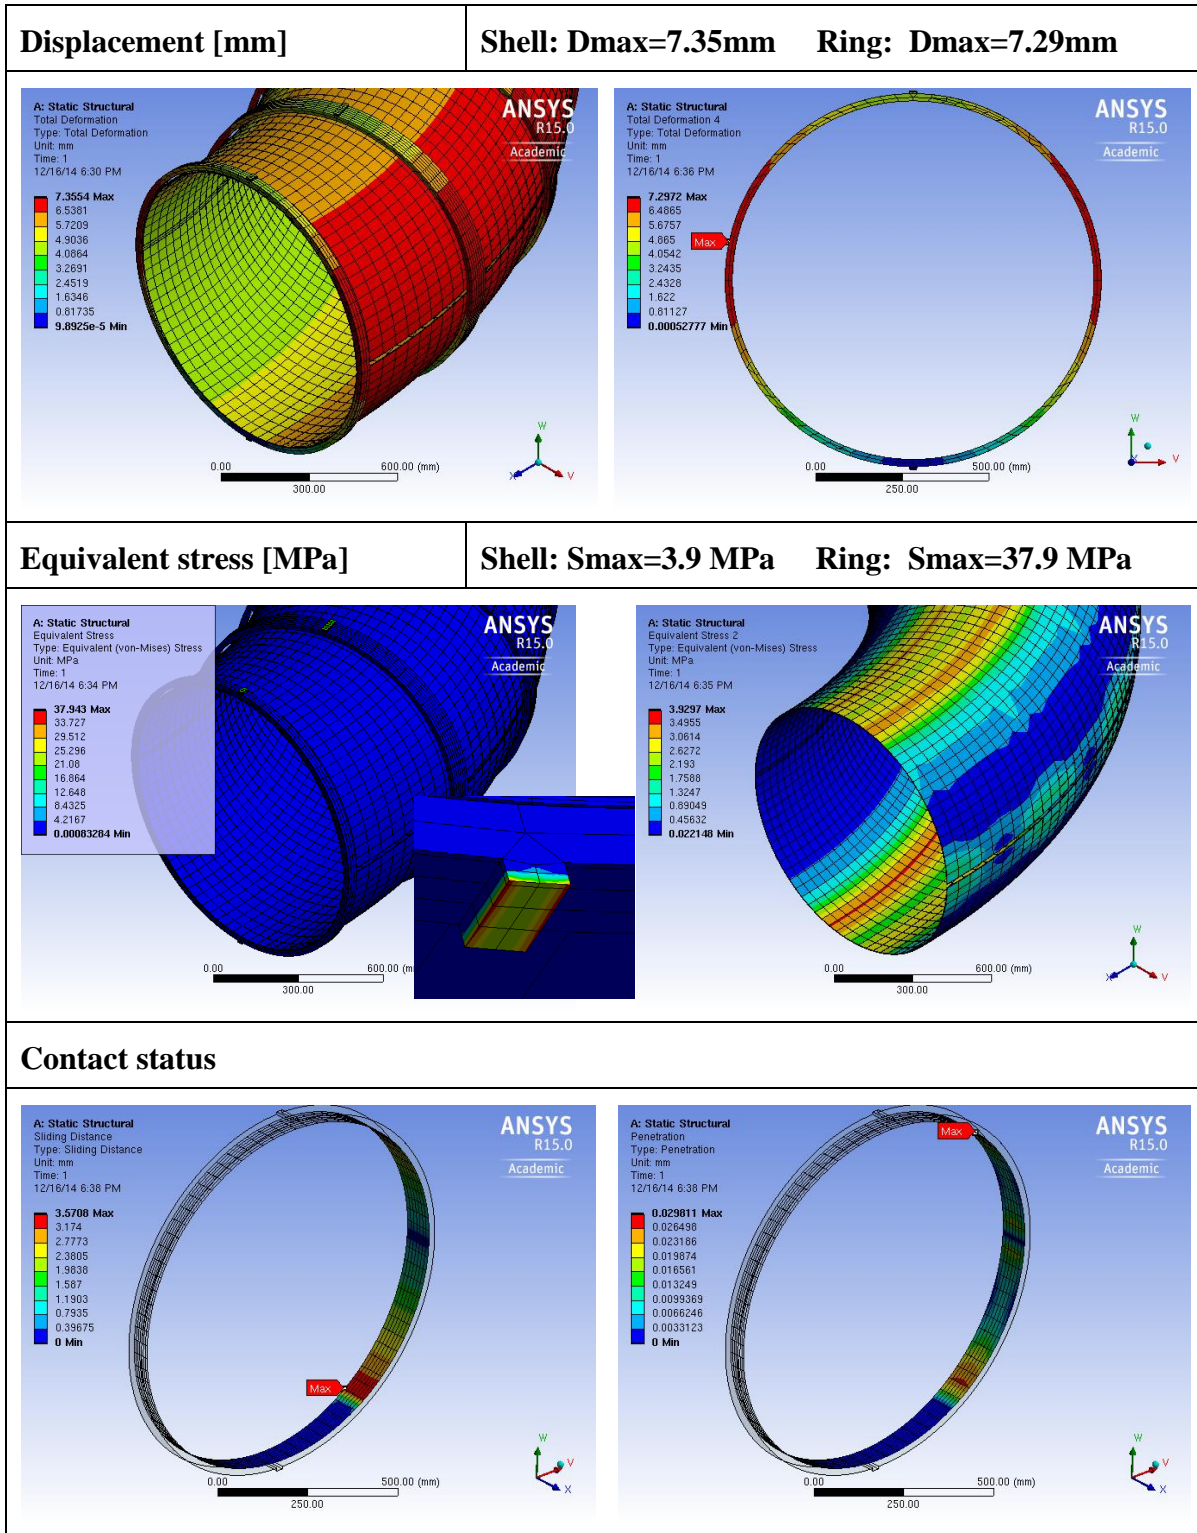 Displacement [mm]
Shell: Dmax=7.35mm Ring: Dmax=7.29mm
A: Static Structural
Total Deformation
Type: Total Deformation
Unit: mm
Time: 1
12/16/14 6:30 PM
7.3554 Max
6.5381
5.7209
4.9036
4.0864
3.2691
2.4519
1.6346
0.81735
9.8925e-5 Min
ANSYS
R15.0
Academic
0.00
600.00 (mm)
300.00
W
X
V
A: Static Structural
Total Deformation 4
Type: Total Deformation
Unit: mm
Time: 1
12/16/14 6:36 PM
7.2972 Max
6.4865
5.6757
4.865
4.0542
3.2435
2.4328
1.622
0.81127
0.00052777 Min
Max
ANSYS
R15.0
Academic
0.00
500.00 (mm)
250.00
W
X
V
Equivalent stress [MPa]
Shell: Smax=3.9 MPa Ring: Smax=37.9 MPa
A: Static Structural
Equivalent Stress
Type: Equivalent (von-Mises) Stress
Unit: MPa
Time: 1
12/16/14 6:34 PM
37.943 Max
33.727
29.512
25.296
21.08
16.864
12.648
8.4325
4.2167
0.00083284 Min
ANSYS
R15.0
Academic
0.00
600.00 (m
300.00
A: Static Structural
Equivalent Stress 2
Type: Equivalent (von-Mises) Stress
Unit: MPa
Time: 1
12/16/14 6:35 PM
3.9297 Max
3.4955
3.0614
2.6272
2.193
1.7588
1.3247
0.89049
0.45632
0.022148 Min
ANSYS
R15.0
Academic
0.00
600.00 (mm)
300.00
W
X
V
Contact status
A: Static Structural
Sliding Distance
Type: Sliding Distance
Unit: mm
Time: 1
12/16/14 6:38 PM
3.5708 Max
3.174
2.7773
2.3805
1.9838
1.587
1.1903
0.7935
0.39675
0 Min
Max
ANSYS
R15.0
Academic
0.00
500.00 (mm)
250.00
W
V
X
A: Static Structural
Penetration
Type: Penetration
Unit: mm
Time: 1
12/16/14 6:38 PM
0.029811 Max
0.026498
0.023186
0.019874
0.016561
0.013249
0.0099369
0.0066246
0.0033123
0 Min
Max
ANSYS
R15.0
Academic
0.00
500.00 (mm)
250.00
W
V
X